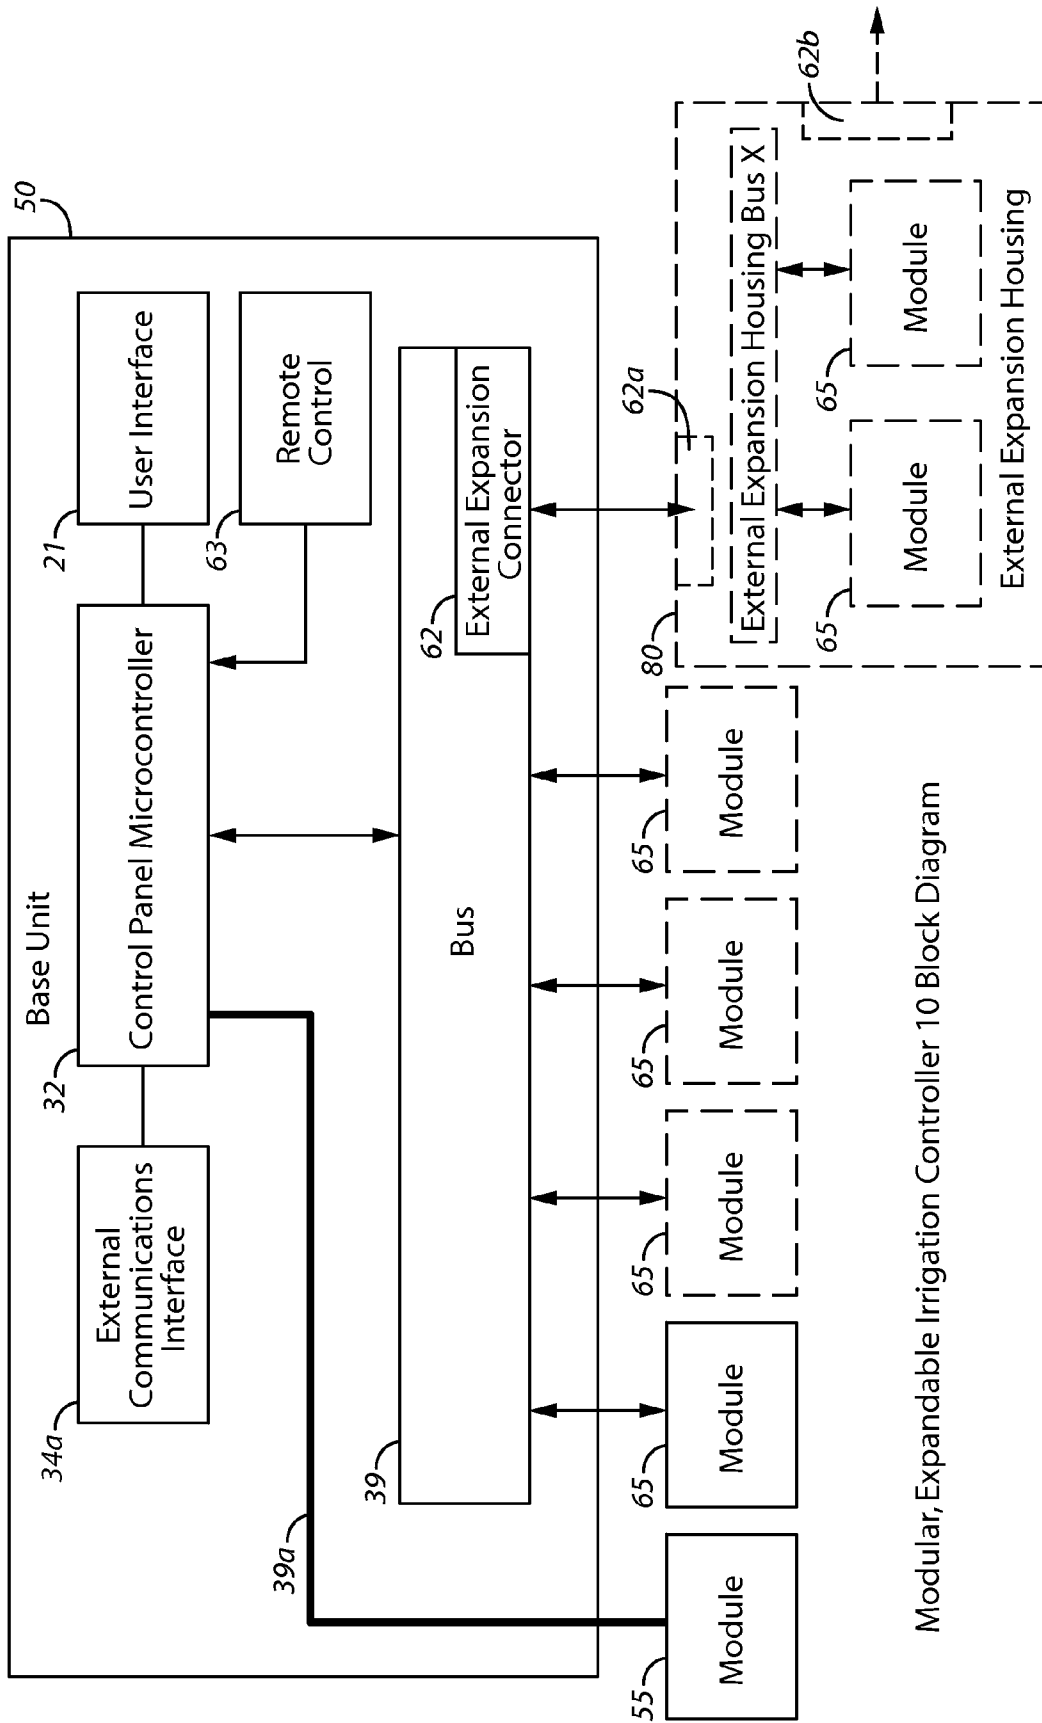 Base Unit
50
34a
External
Communications
Interface
32
Control Panel Microcontroller
21
User Interface
63
Remote
Control
39a
39
Bus
62
External Expansion
Connector
55
Module
65
Module
65
Module
65
Module
65
Module
80
62a
External Expansion Housing Bus X
62b
65
Module
65
Module
External Expansion Housing
Modular, Expandable Irrigation Controller 10 Block Diagram